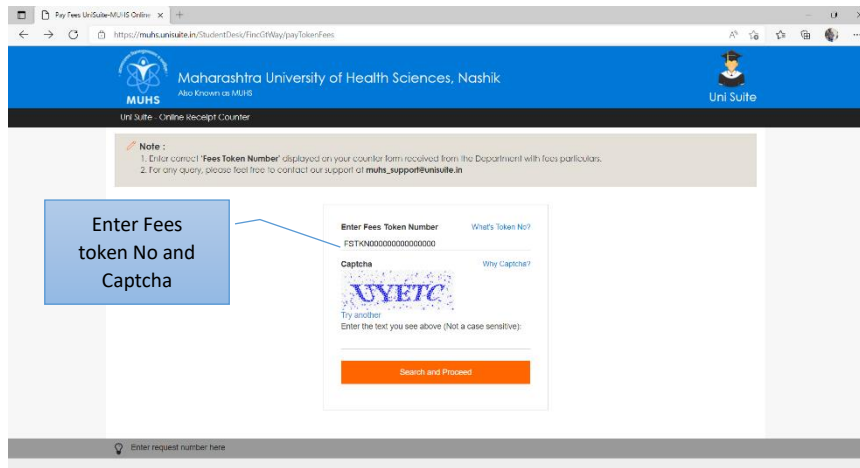 Pay Fees UniSuite-MUHS Online
https://muhs.unisuite.in/StudentDesk/FincGtWay/payTokenFees
MUHS
Maharashtra University of Health Sciences, Nashik
Also Known as MUHS
Uni Suite
Uni Suite - Online Receipt Counter
Note :
1. Enter correct 'Fees Token Number' displayed on your counter form received from the Department with fees particulars.
2. For any query, please feel free to contact our support at muhs_support@unisuite.in
Enter Fees
token No and
Captcha
Enter Fees Token Number What's Token No?
FSTKN000000000000000
Captcha Why Captcha?
UYETC
Try another
Enter the text you see above (Not a case sensitive):
Search and Proceed
Enter request number here